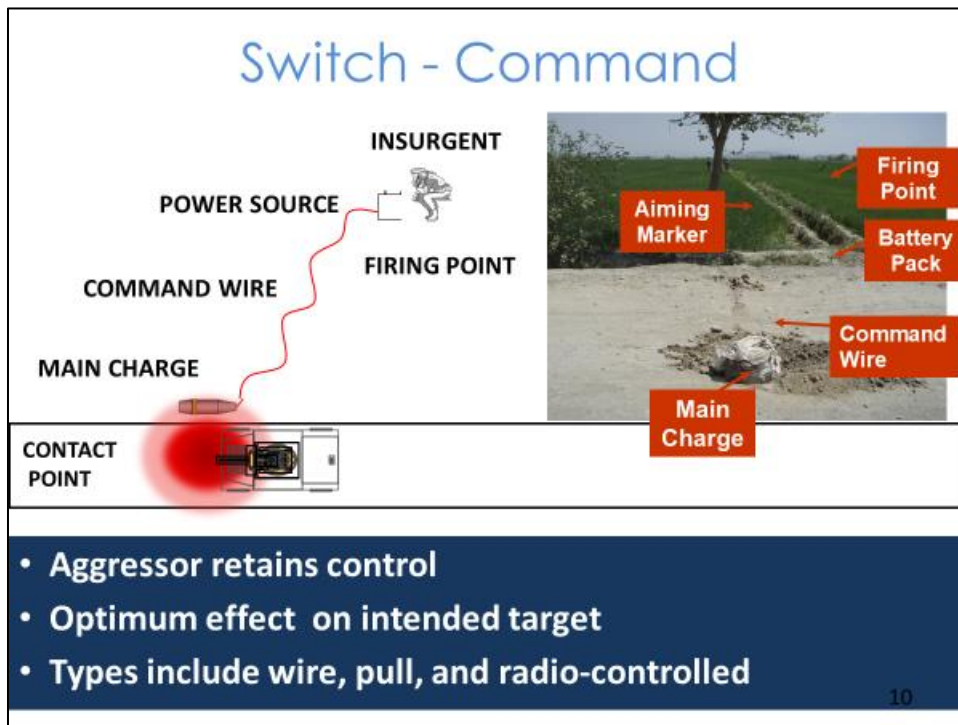 Switch - Command
INSURGENT
POWER SOURCE
FIRING POINT
COMMAND WIRE
MAIN CHARGE
CONTACT
POINT
Firing
Point
Aiming
Marker
Battery
Pack
Command
Wire
Main
Charge
• Aggressor retains control
• Optimum effect on intended target
• Types include wire, pull, and radio-controlled
10